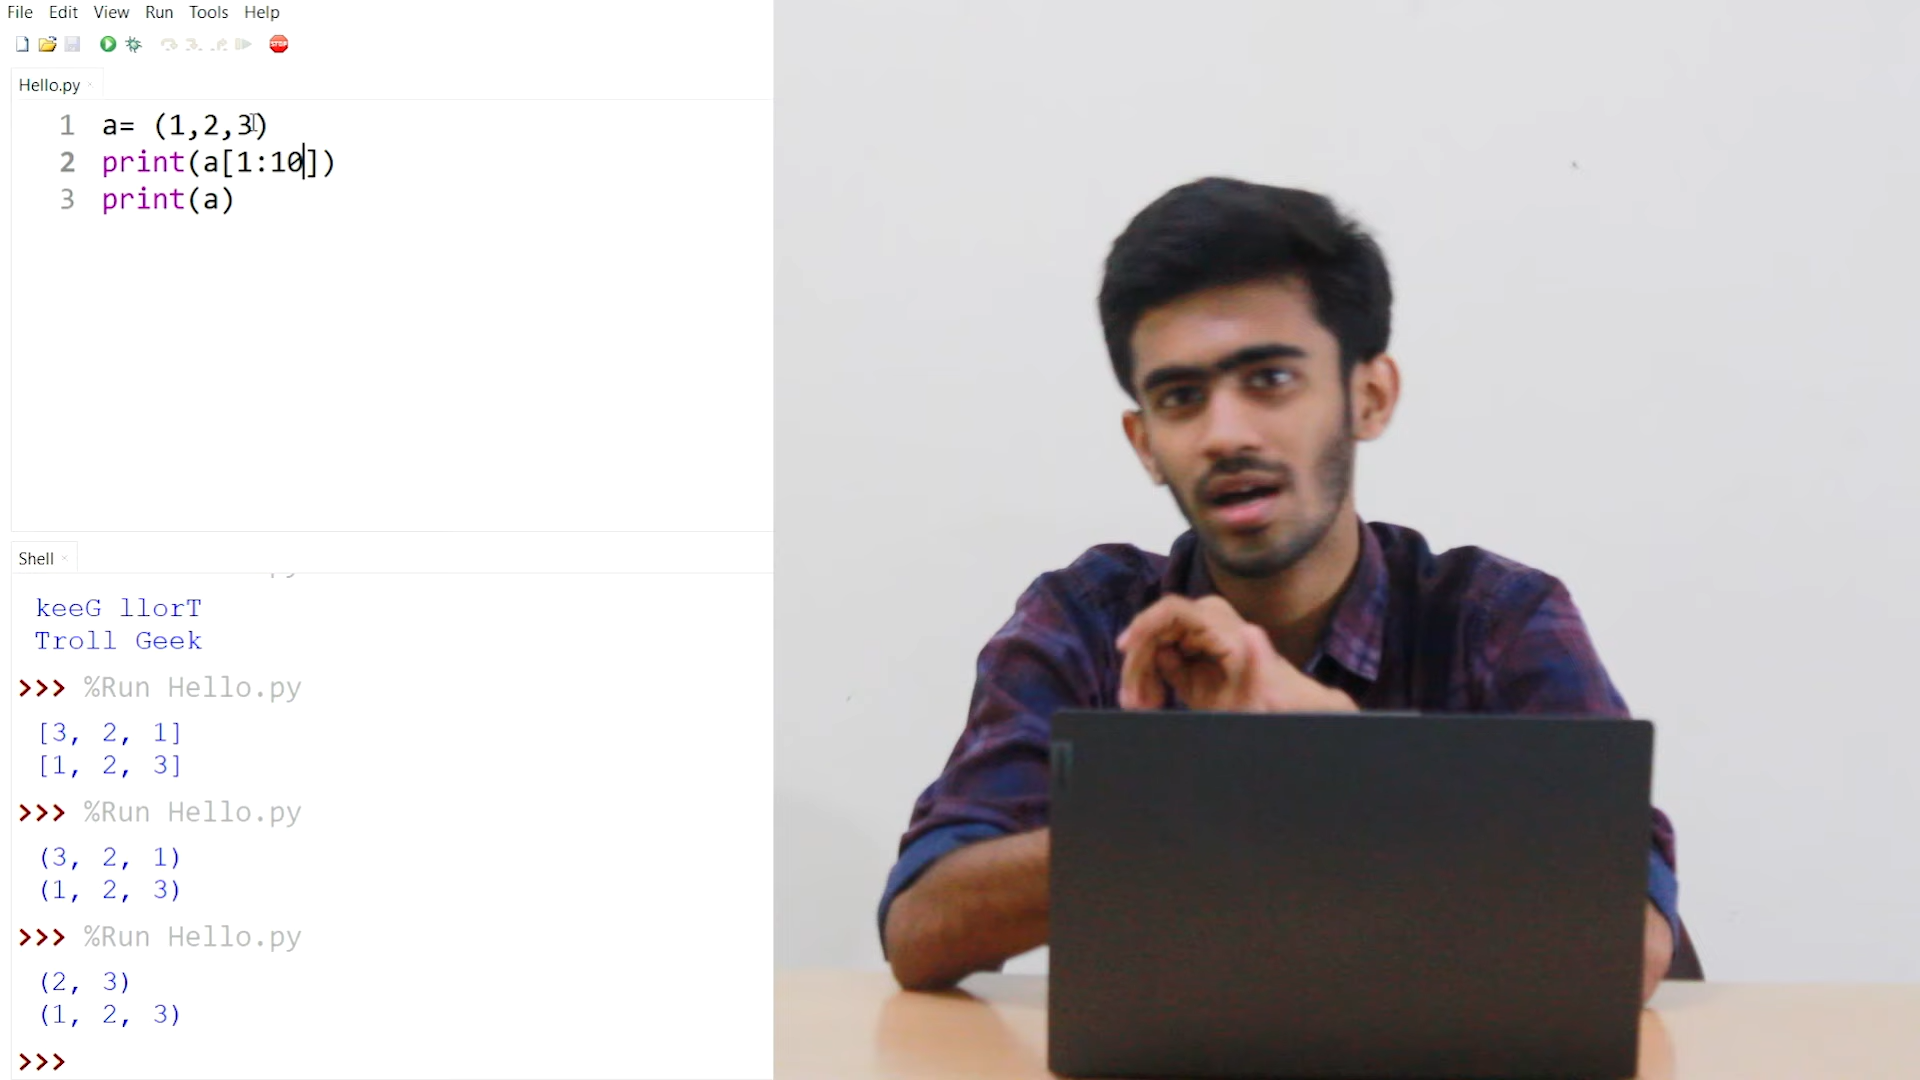 File Edit View Run Tools Help
STOP
Hello.py
1 a= (1,2,3)
2 print(a[1:10])
3 print(a)
Shell
keeG llorT
Troll Geek
>>> %Run Hello.py
[3, 2, 1]
[1, 2, 3]
>>> %Run Hello.py
(3, 2, 1)
(1, 2, 3)
>>> %Run Hello.py
(2, 3)
(1, 2, 3)
>>>